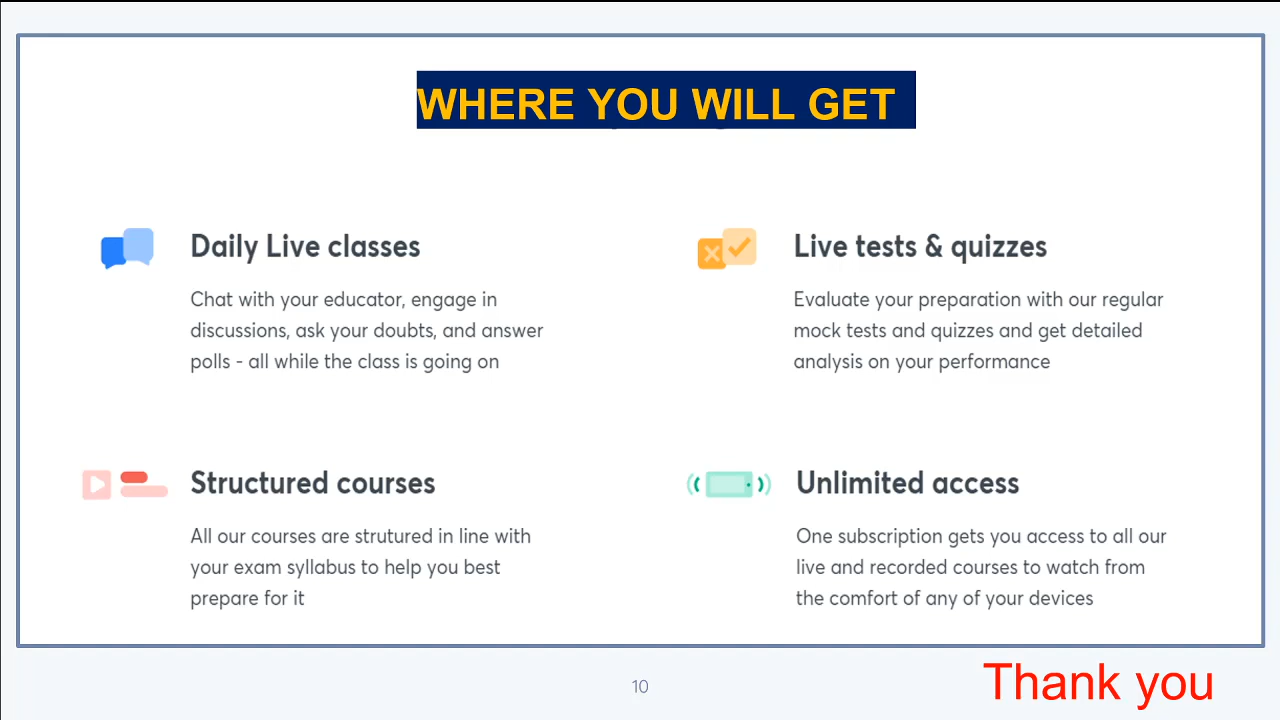 WHERE YOU WILL GET
Daily Live classes
Chat with your educator, engage in
discussions, ask your doubts, and answer
polls - all while the class is going on
Live tests & quizzes
Evaluate your preparation with our regular
mock tests and quizzes and get detailed
analysis on your performance
Structured courses
All our courses are strutured in line with
your exam syllabus to help you best
prepare for it
Unlimited access
One subscription gets you access to all our
live and recorded courses to watch from
the comfort of any of your devices
10
Thank you